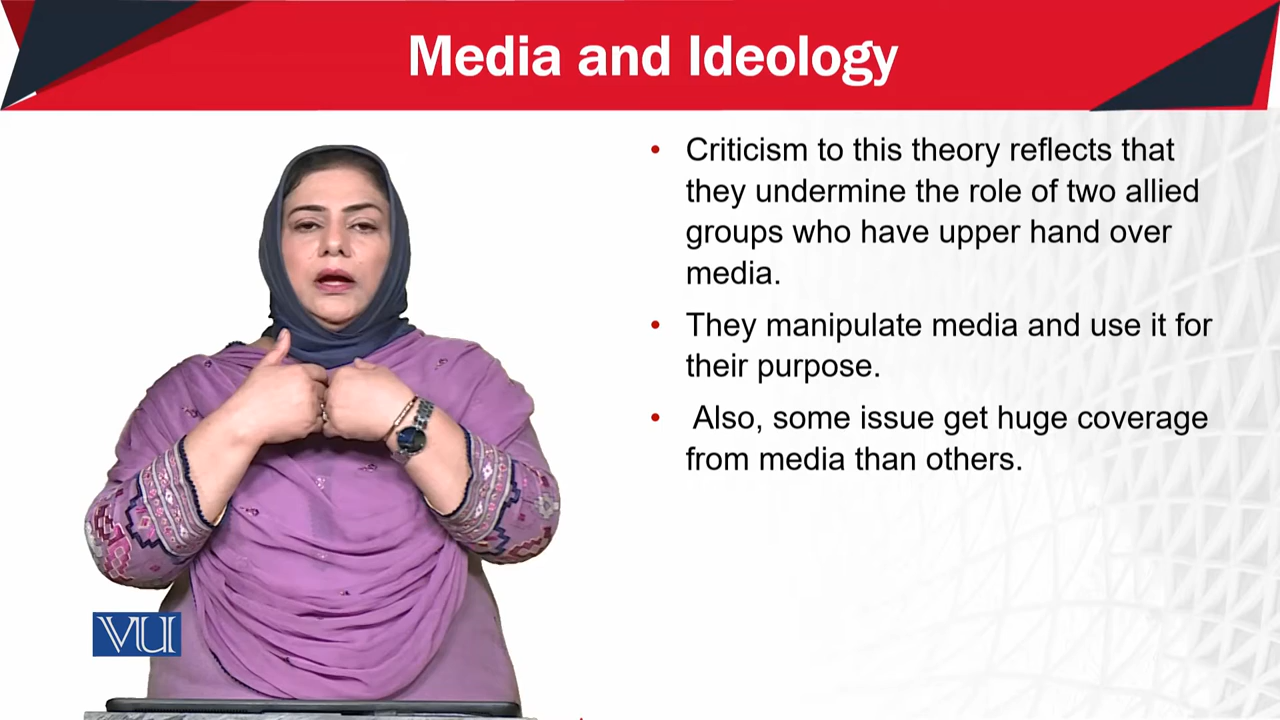 Media and Ideology
• Criticism to this theory reflects that
they undermine the role of two allied
groups who have upper hand over
media.
• They manipulate media and use it for
their purpose.
• Also, some issue get huge coverage
from media than others.
VU